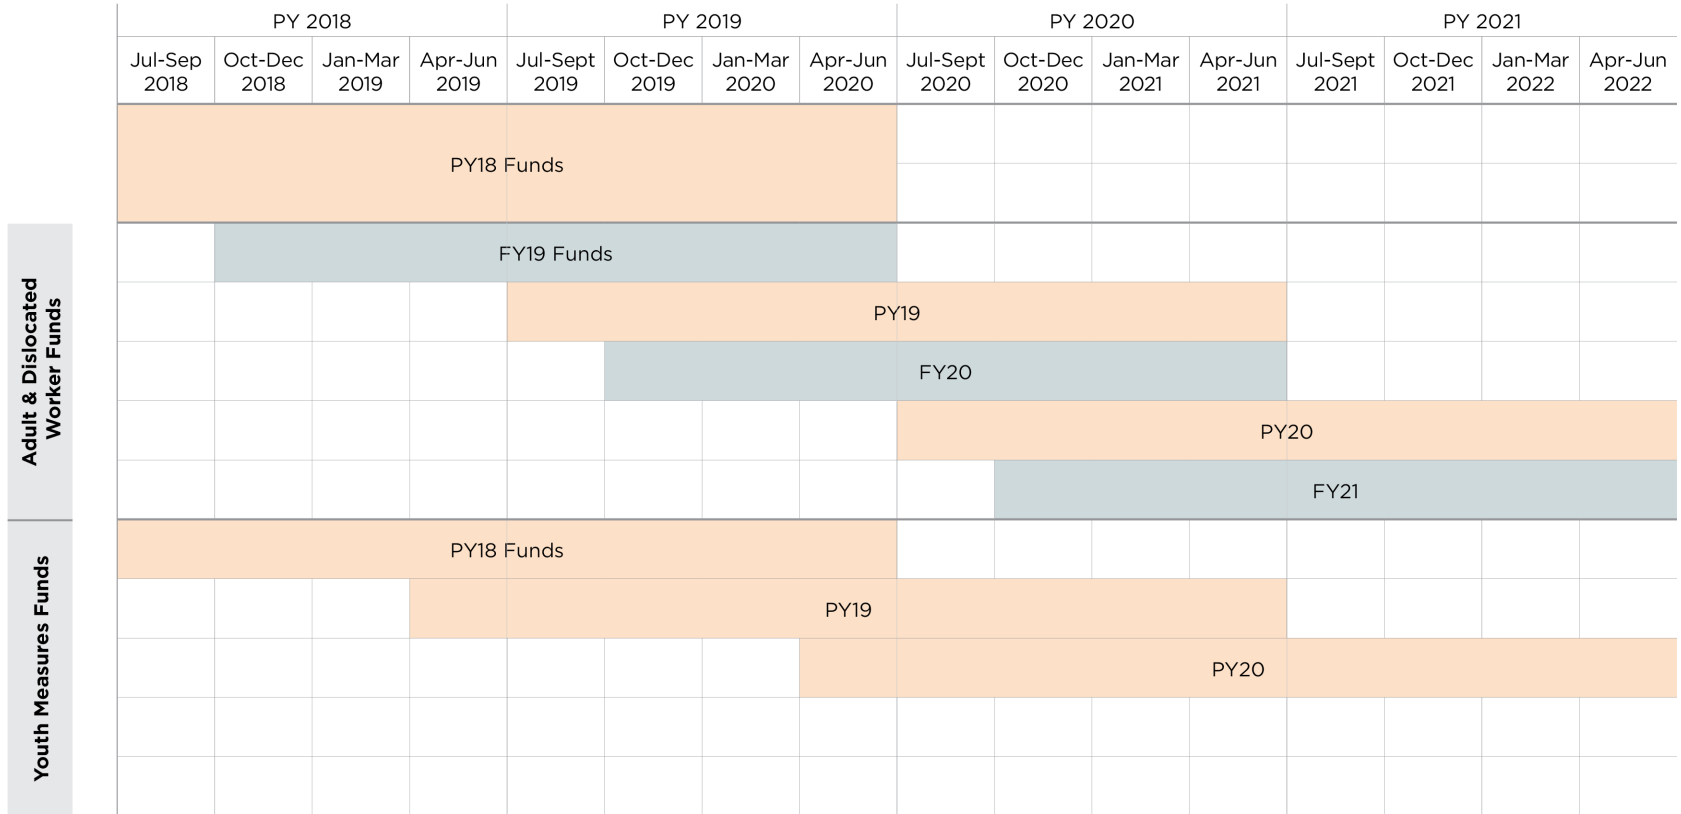 PY 2018
PY 2019
PY 2020
PY 2021
Jul-Sep
2018
Oct-Dec
2018
Jan-Mar
2019
Apr-Jun
2019
Jul-Sept
2019
Oct-Dec
2019
Jan-Mar
2020
Apr-Jun
2020
Jul-Sept
2020
Oct-Dec
2020
Jan-Mar
2021
Apr-Jun
2021
Jul-Sept
2021
Oct-Dec
2021
Jan-Mar
2022
Apr-Jun
2022
PY18 Funds
Adult & Dislocated
Worker Funds
FY19 Funds
PY19
FY20
PY20
FY21
Youth Measures Funds
PY18 Funds
PY19
PY20